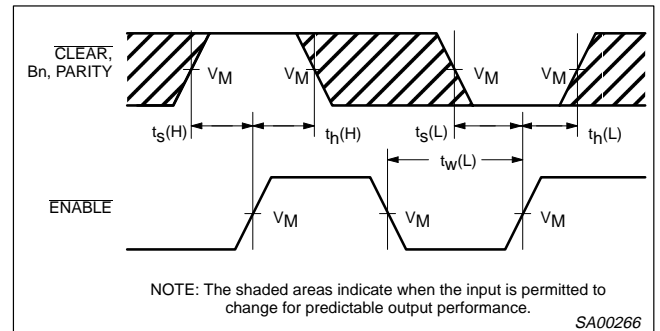 CLEAR,
Bn, PARITY
VM VM VM VM
ts(H) th(H) ts(L) th(L)
tw(L)
ENABLE
VM VM VM
NOTE: The shaded areas indicate when the input is permitted to
change for predictable output performance.
SA00266